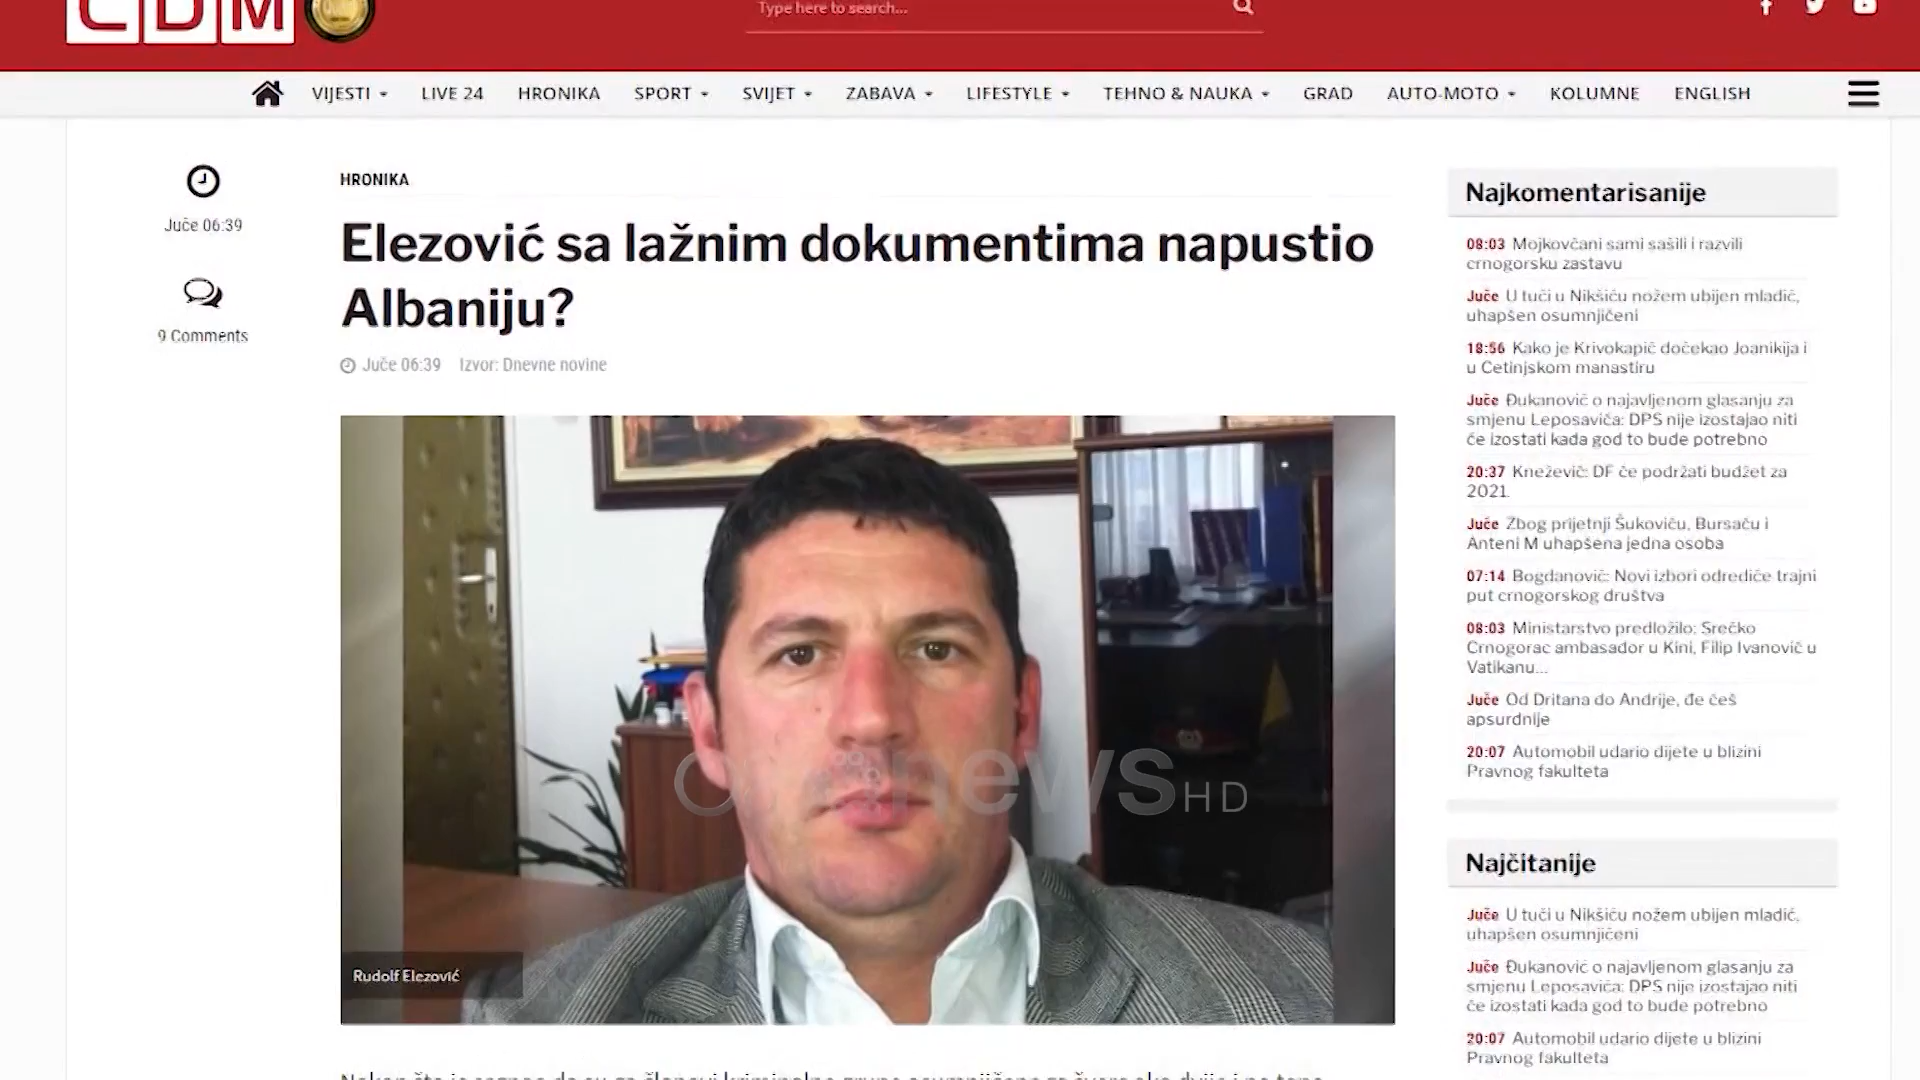 CDM
Type here to search...
VIJESTI
LIVE 24
HRONIKA
SPORT
SVIJET
ZABAVA
LIFESTYLE
TEHNO & NAUKA
GRAD
AUTO-MOTO
KOLUMNE
ENGLISH
Juče 06:39
9 Comments
HRONIKA
Elezović sa lažnim dokumentima napustio
Albaniju?
Juče 06:39 Izvor: Dnevne novine
news HD
Rudolf Elezović
Najkomentarisanije
08:03 Mojkovčani sami sašili i razvili
crnogorsku zastavu
Juče U tuči u Nikšiću nožem ubijen mladić,
uhapšen osumnjičeni
18:56 Kako je Krivokapić dočekao Joanikija i
u Cetinjskom manastiru
Juče Đukanović o najavljenom glasanju za
smjenu Leposavića: DPS nije izostajao niti
će izostati kada god to bude potrebno
20:37 Knežević: DF će podržati budžet za
2021.
Juče Zbog prijetnji Šukoviću, Bursaću i
Anteni M uhapšena jedna osoba
07:14 Bogdanović: Novi izbori odrediće trajni
put crnogorskog društva
08:03 Ministarstvo predložilo: Srećko
Crnogorac ambasador u Kini, Filip Ivanović u
Vatikanu...
Juče Od Dritana do Andrije, đe ćeš
apsurdnije
20:07 Automobil udario dijete u blizini
Pravnog fakulteta
Najčitanije
Juče U tuči u Nikšiću nožem ubijen mladić,
uhapšen osumnjičeni
Juče Đukanović o najavljenom glasanju za
smjenu Leposavića: DPS nije izostajao niti
će izostati kada god to bude potrebno
20:07 Automobil udario dijete u blizini
Pravnog fakulteta